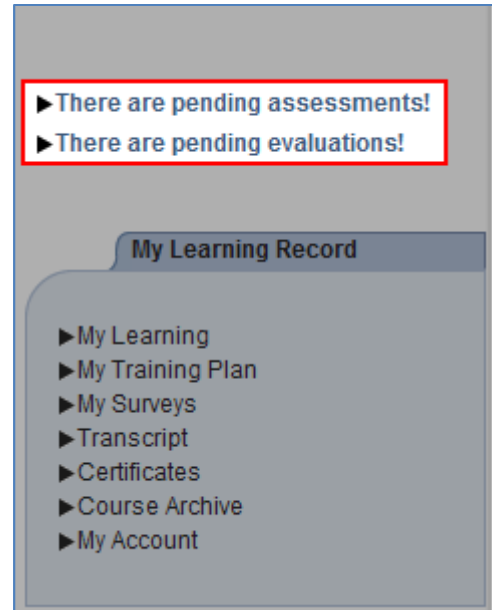 ▶There are pending assessments!
▶There are pending evaluations!
My Learning Record
▶My Learning
▶My Training Plan
▶My Surveys
▶Transcript
▶Certificates
▶Course Archive
▶My Account